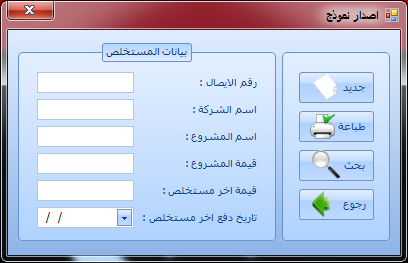 اصدار نموذج
بيانات المستخلص
رقم الايصال :
اسم الشركة :
اسم المشروع :
قيمة المشروع :
قيمة اخر مستخلص :
تاريخ دفع اخر مستخلص :
/ /
جديد
طباعة
بحث
رجوع